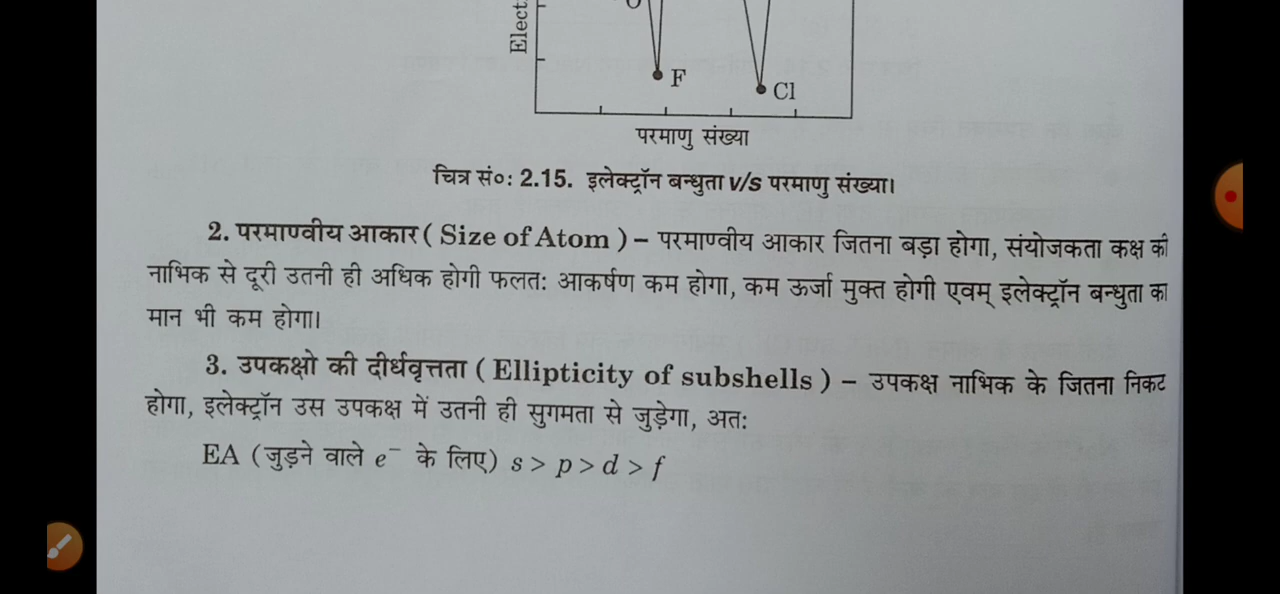 Elect
O
F
Cl
परमाणु संख्या
चित्र सं०: 2.15. इलेक्ट्रॉन बन्धुता v/s परमाणु संख्या।
2. परमाण्वीय आकार ( Size of Atom ) – परमाण्वीय आकार जितना बड़ा होगा, संयोजकता कक्ष की
नाभिक से दूरी उतनी ही अधिक होगी फलत: आकर्षण कम होगा, कम ऊर्जा मुक्त होगी एवम् इलेक्ट्रॉन बन्धुता का
मान भी कम होगा।
3. उपकक्षो की दीर्धवृत्तता ( Ellipticity of subshells ) – उपकक्ष नाभिक के जितना निकट
होगा, इलेक्ट्रॉन उस उपकक्ष में उतनी ही सुगमता से जुड़ेगा, अत:
EA (जुड़ने वाले e⁻ के लिए) s > p > d > f